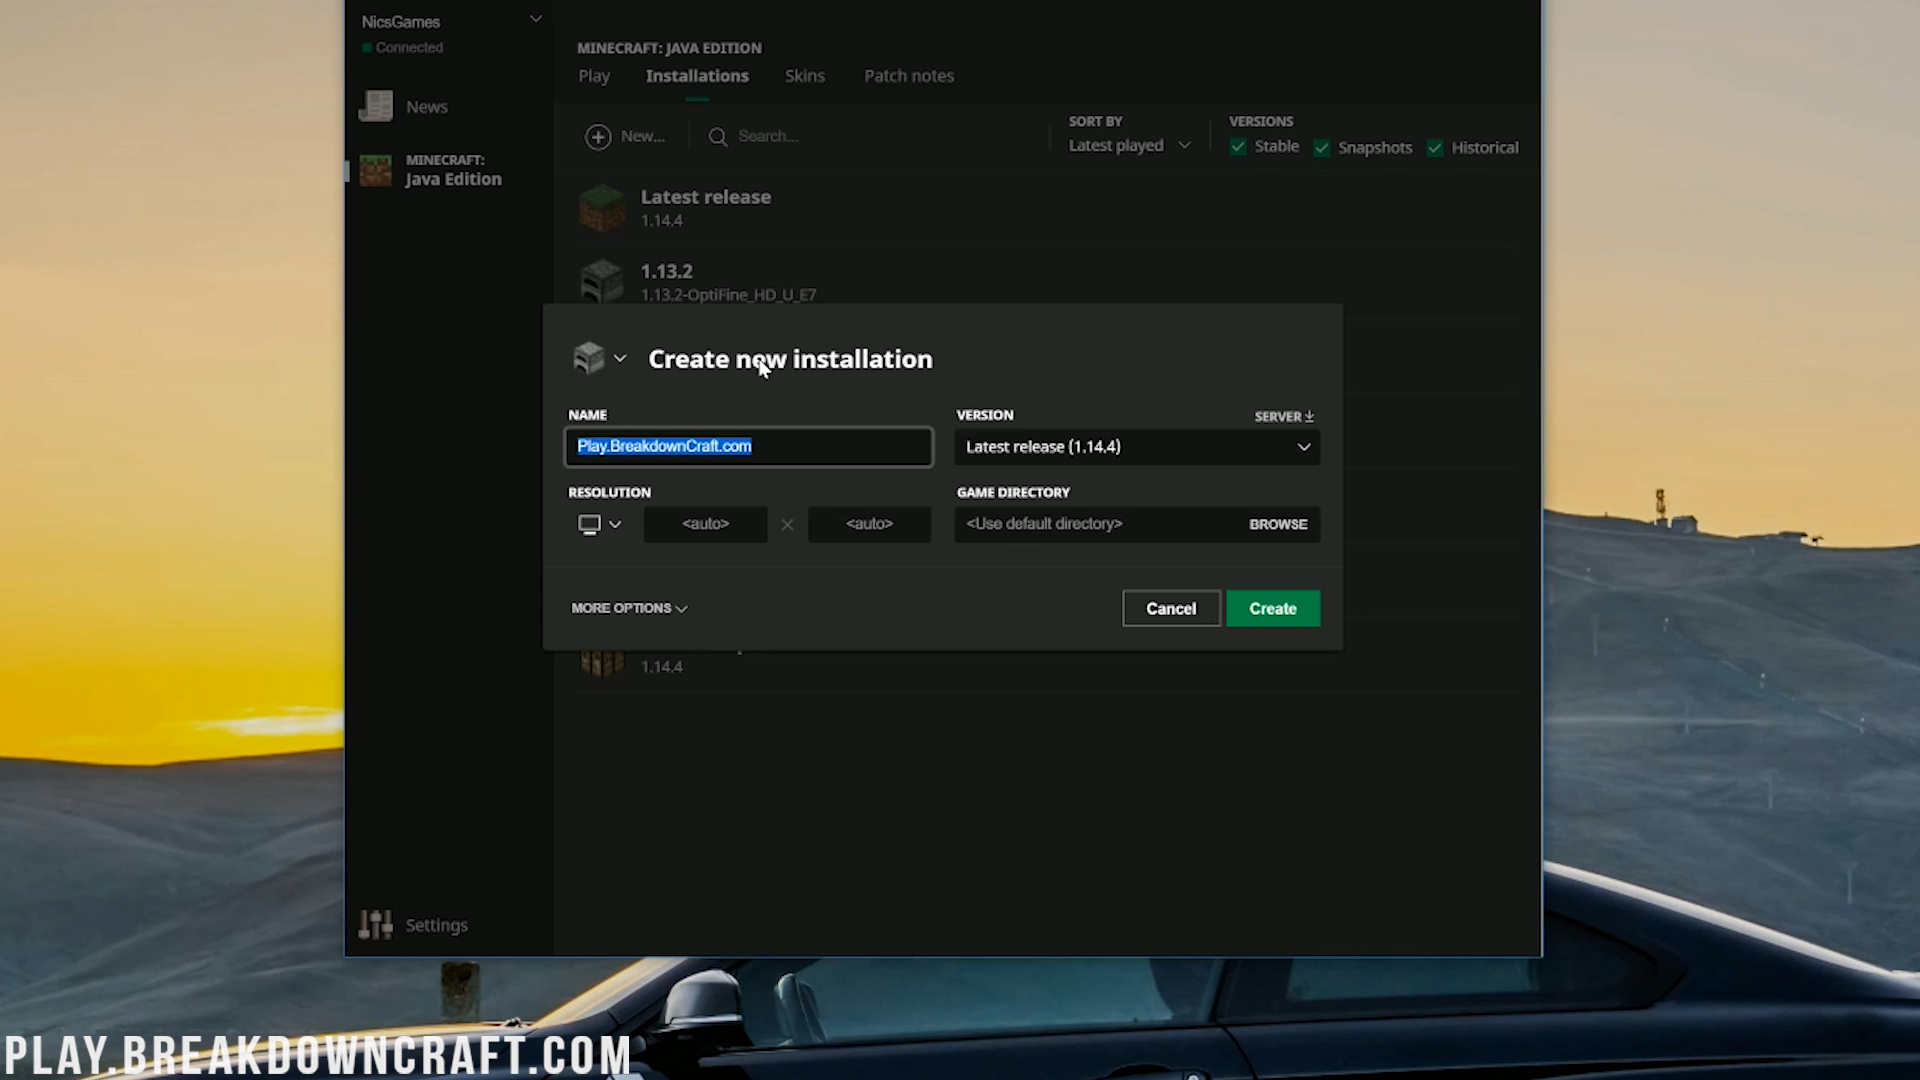 NicsGames
Connected
News
MINECRAFT:
Java Edition
Settings
MINECRAFT: JAVA EDITION
Play Installations Skins Patch notes
New... Search...
SORT BY
Latest played
VERSIONS
Stable Snapshots Historical
Latest release
1.14.4
1.13.2
1.13.2-OptiFine_HD_U_E7
Create new installation
NAME
Play.BreakdownCraft.com
VERSION SERVER
Latest release (1.14.4)
RESOLUTION
<auto> × <auto>
GAME DIRECTORY
<Use default directory> BROWSE
MORE OPTIONS Cancel Create
1.14.4
PLAY.BREAKDOWNCRAFT.COM